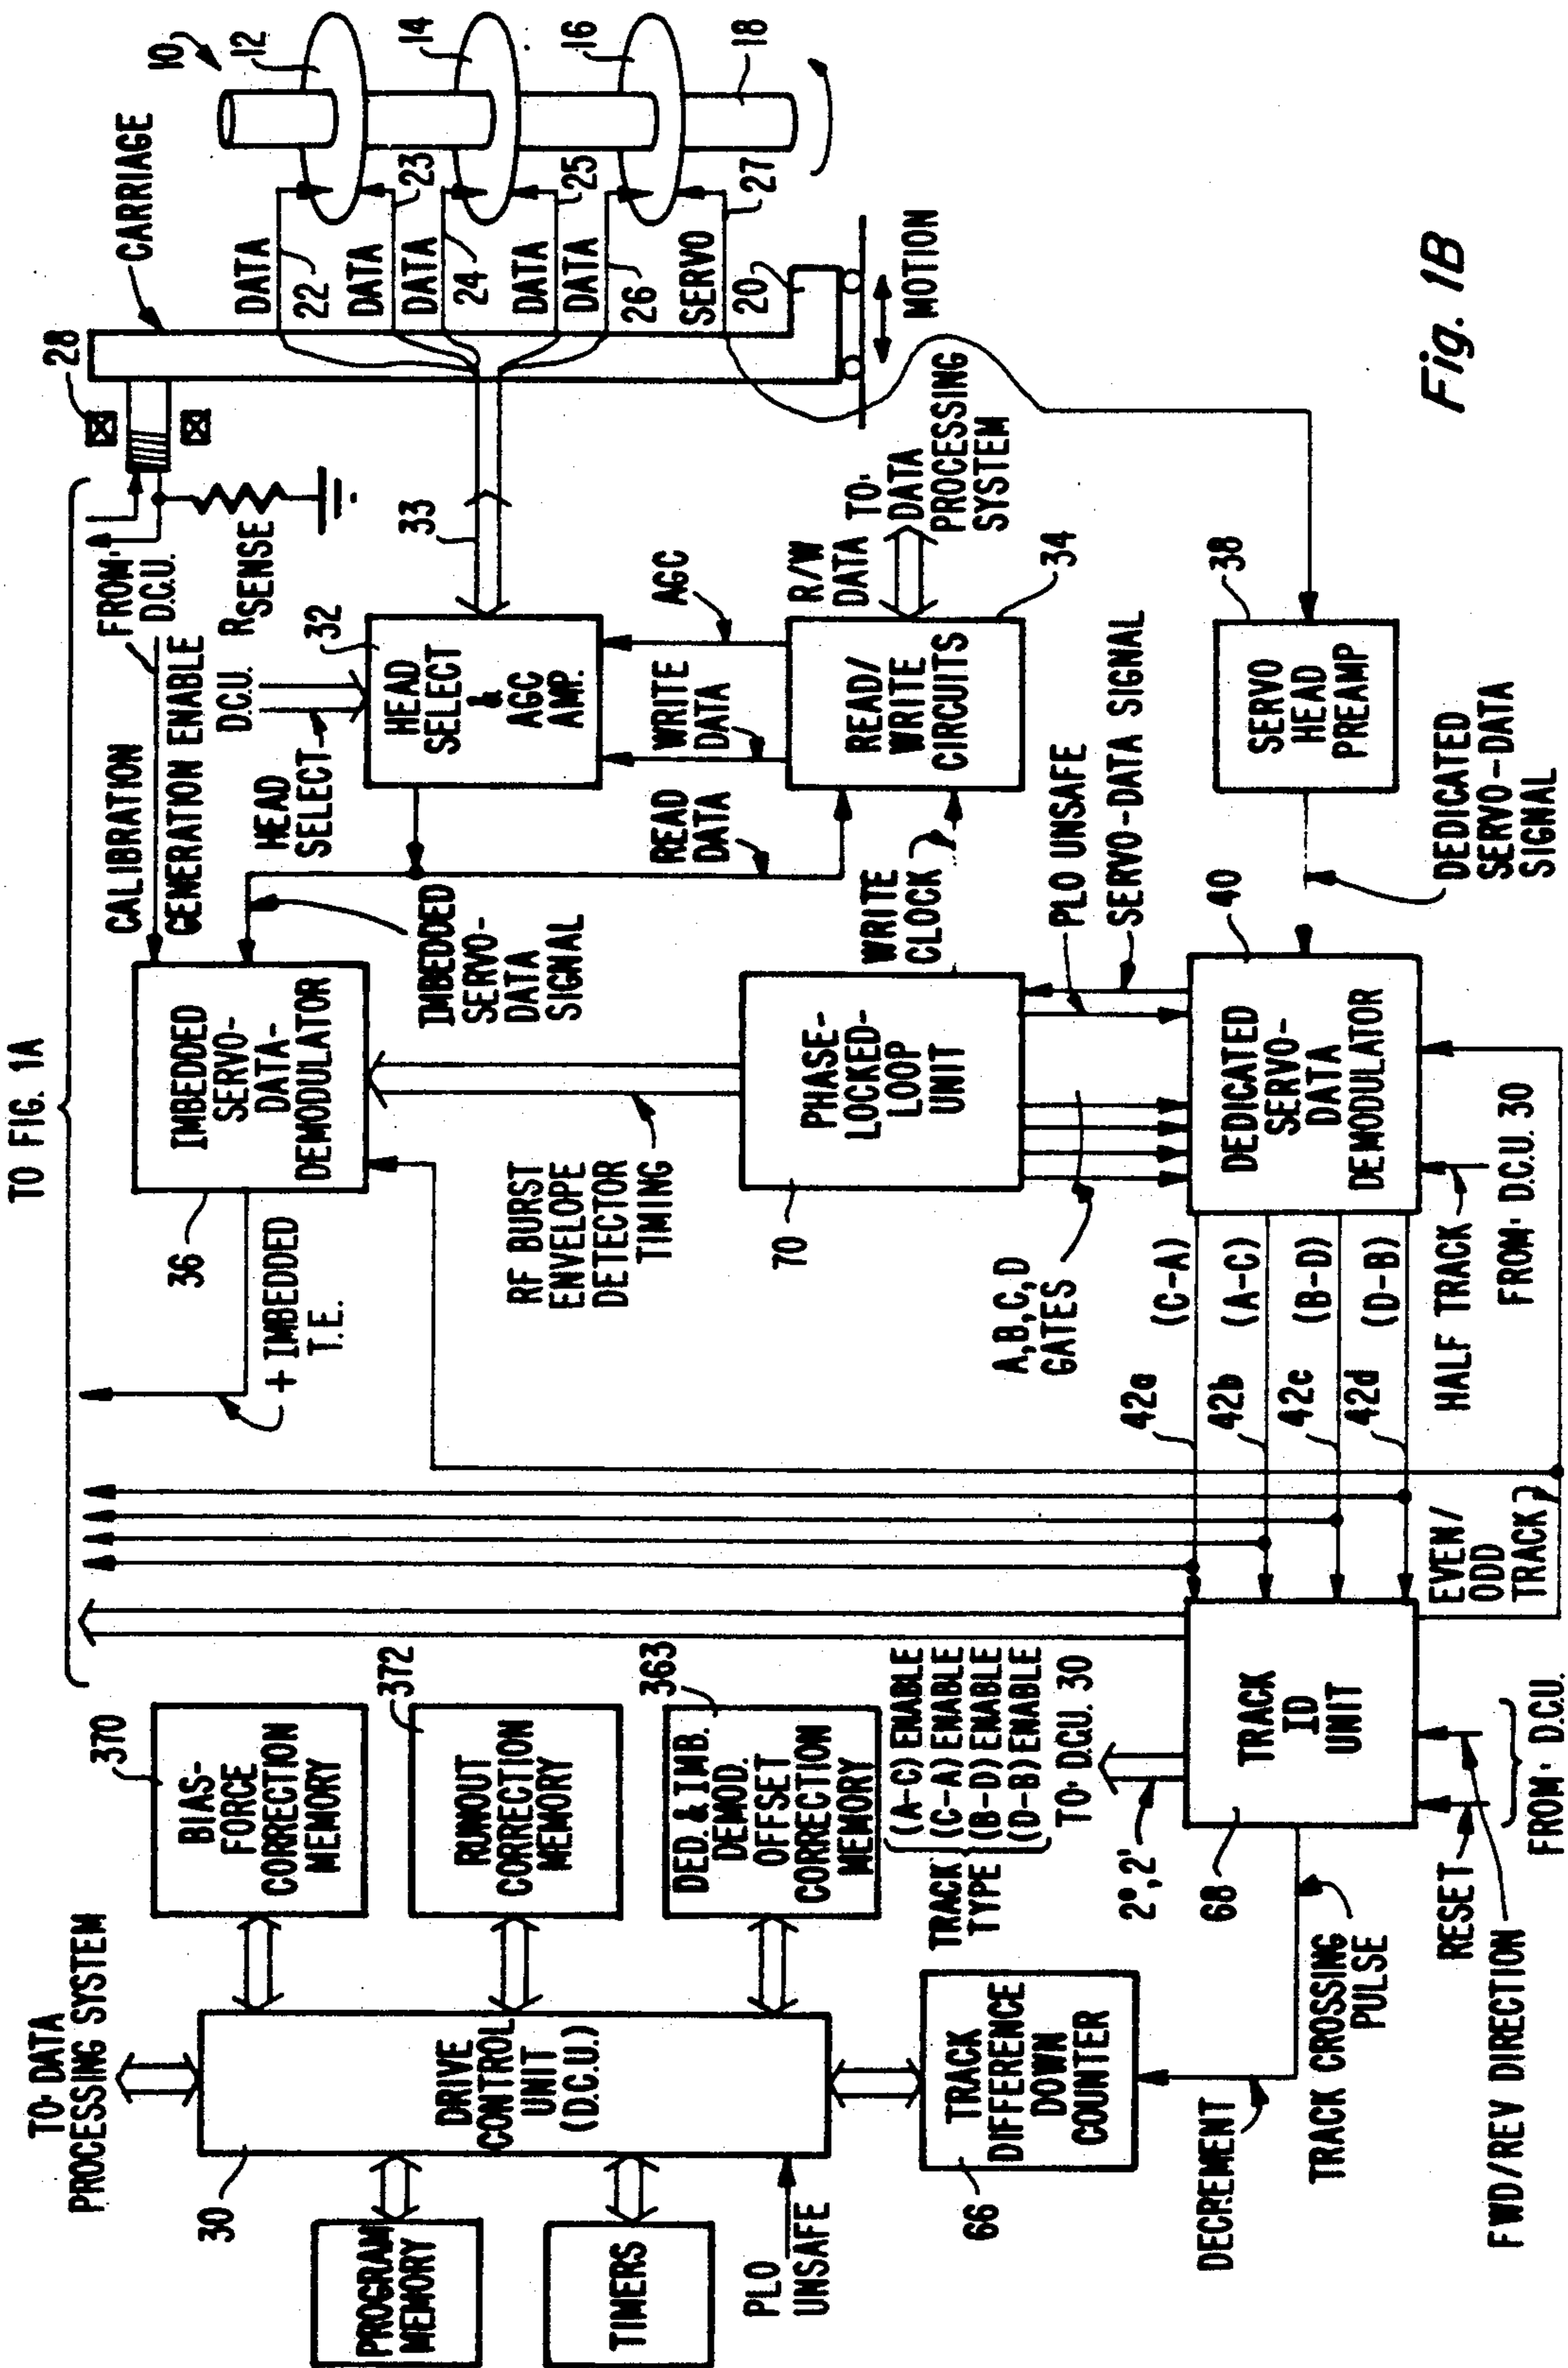 TO FIG. 1A
TO DATA
PROCESSING SYSTEM
30
DRIVE
CONTROL
UNIT
(D.C.U.)
PROGRAM
MEMORY
TIMERS
PLO
UNSAFE
370
BIAS-
FORCE
CORRECTION
MEMORY
372
RUNOUT
CORRECTION
MEMORY
363
DED. & IMB.
DEMOD.
OFFSET
CORRECTION
MEMORY
TRACK
TYPE
(A-C) ENABLE
(C-A) ENABLE
(B-D) ENABLE
(D-B) ENABLE
TO D.C.U. 30
2⁰, 2'
66
TRACK
DIFFERENCE
DOWN
COUNTER
DECREMENT
TRACK CROSSING
PULSE
68
TRACK
ID
UNIT
RESET
FWD/REV DIRECTION
FROM D.C.U.
EVEN/
ODD
TRACK
42a
(C-A)
42b
(A-C)
42c
(B-D)
42d
(D-B)
HALF TRACK
FROM D.C.U. 30
+ IMBEDDED
T.E.
36
IMBEDDED
SERVO-
DATA-
DEMODULATOR
CALIBRATION
GENERATION ENABLE
FROM
D.C.U.
IMBEDDED
SERVO-
DATA
SIGNAL
RF BURST
ENVELOPE
DETECTOR
TIMING
70
PHASE-
LOCKED-
LOOP
UNIT
A,B,C,D
GATES
PLO UNSAFE
SERVO-DATA SIGNAL
40
DEDICATED
SERVO-
DATA
DEMODULATOR
DEDICATED
SERVO-DATA
SIGNAL
38
SERVO
HEAD
PREAMP
HEAD
SELECT
D.C.U.
32
HEAD
SELECT
&
AGC
AMP.
READ
DATA
WRITE
DATA
AGC
WRITE
CLOCK
READ/
WRITE
CIRCUITS
34
R/W
DATA
TO
DATA
PROCESSING
SYSTEM
33
RSENSE
28
CARRIAGE
DATA
22
DATA
23
DATA
24
DATA
25
DATA
26
SERVO
27
20
MOTION
10
12
14
16
18
Fig. 1B